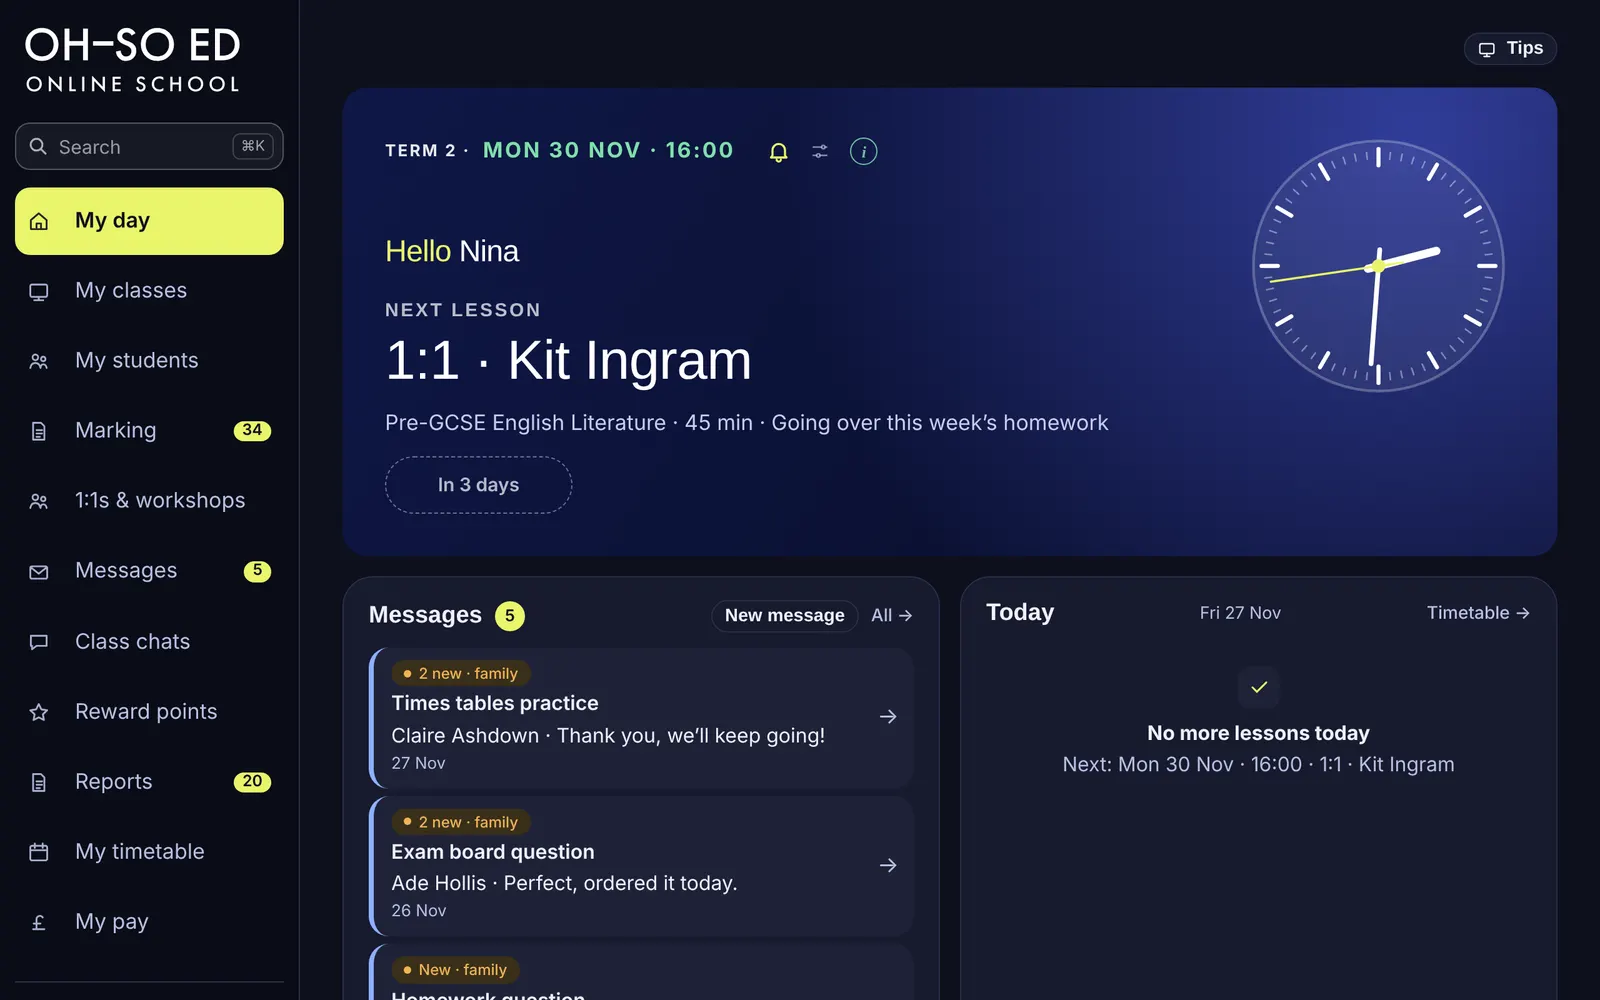 OH-SO ED
ONLINE SCHOOL
Search ⌘K
My day
My classes
My students
Marking 34
1:1s & workshops
Messages 5
Class chats
Reward points
Reports 20
My timetable
£ My pay
Tips
TERM 2 · MON 30 NOV · 16:00 i
Hello Nina
NEXT LESSON
1:1 · Kit Ingram
Pre-GCSE English Literature · 45 min · Going over this week’s homework
In 3 days
Messages 5 New message All →
2 new · family
Times tables practice
Claire Ashdown · Thank you, we’ll keep going!
27 Nov
2 new · family
Exam board question
Ade Hollis · Perfect, ordered it today.
26 Nov
New · family
Homework question
Today Fri 27 Nov Timetable →
No more lessons today
Next: Mon 30 Nov · 16:00 · 1:1 · Kit Ingram